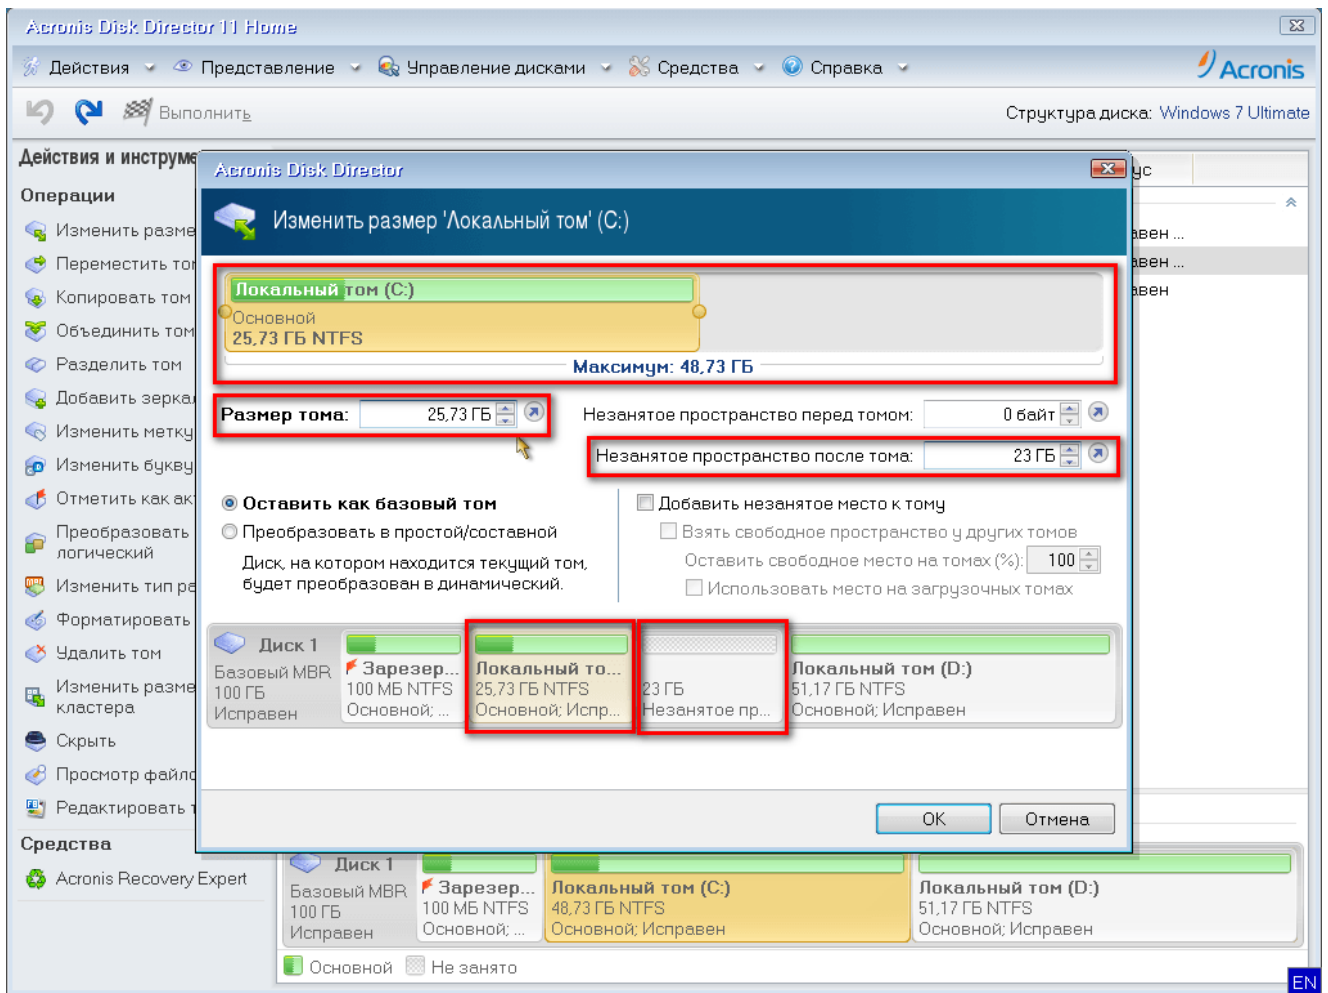 Acronis Disk Director 11 Home
Действия
Представление
Управление дисками
Средства
Справка
Acronis
Выполнить
Структура диска: Windows 7 Ultimate
Действия и инструме
Операции
Изменить разме
Переместить то
Копировать том
Объединить том
Разделить том
Добавить зерка
Изменить метку
Изменить букву
Отметить как ак
Преобразовать
логический
Изменить тип ра
Форматировать
Удалить том
Изменить разме
кластера
Скрыть
Просмотр файло
Редактировать
Средства
Acronis Recovery Expert
ус
авен ...
авен ...
авен
Acronis Disk Director
Изменить размер 'Локальный том' (C:)
Локальный том (C:)
Основной
25,73 ГБ NTFS
Максимум: 48,73 ГБ
Размер тома: 25,73 ГБ
Незанятое пространство перед томом: 0 байт
Незанятое пространство после тома: 23 ГБ
Оставить как базовый том
Преобразовать в простой/составной
Диск, на котором находится текущий том,
будет преобразован в динамический.
Добавить незанятое место к тому
Взять свободное пространство у других томов
Оставить свободное место на томах (%): 100
Использовать место на загрузочных томах
Диск 1
Базовый MBR
100 ГБ
Исправен
Зарезер...
100 МБ NTFS
Основной; ...
Локальный то...
25,73 ГБ NTFS
Основной; Испр...
23 ГБ
Незанятое пр...
Локальный том (D:)
51,17 ГБ NTFS
Основной; Исправен
OK
Отмена
Диск 1
Базовый MBR
100 ГБ
Исправен
Зарезер...
100 МБ NTFS
Основной; ...
Локальный том (C:)
48,73 ГБ NTFS
Основной; Исправен
Локальный том (D:)
51,17 ГБ NTFS
Основной; Исправен
Основной
Не занято
EN